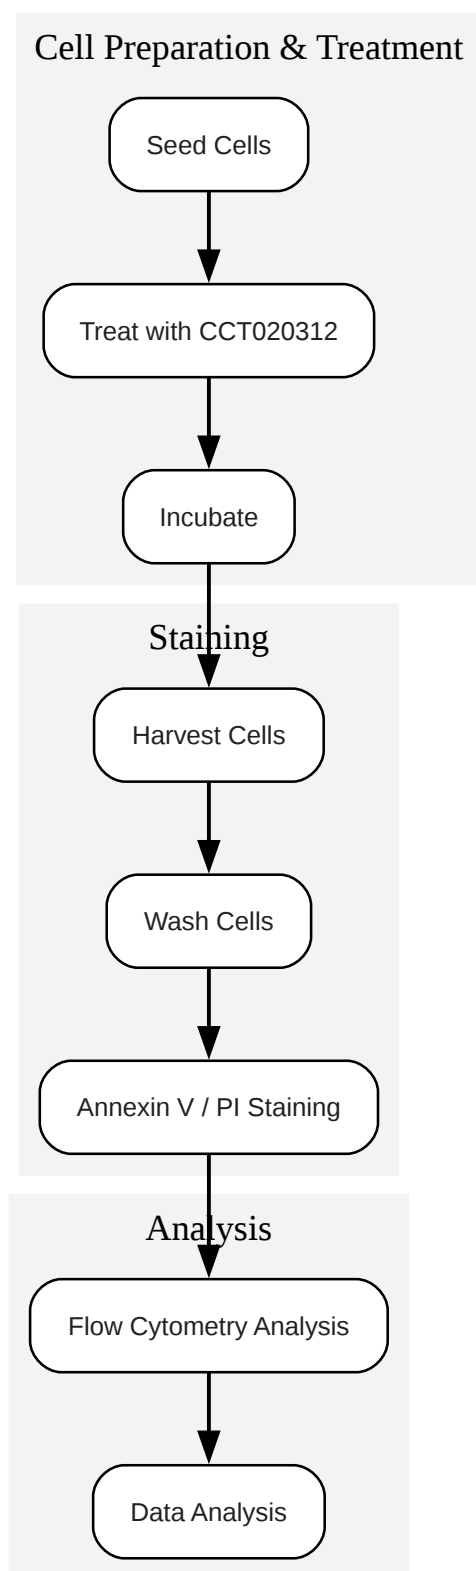 Cell Preparation & Treatment
Seed Cells
Treat with CCT020312
Incubate
Staining
Harvest Cells
Wash Cells
Annexin V / PI Staining
Analysis
Flow Cytometry Analysis
Data Analysis